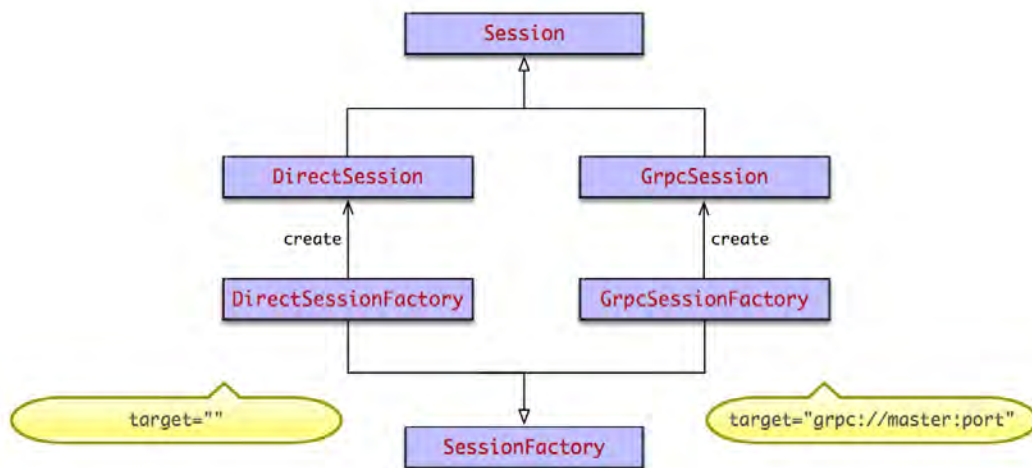 Session
DirectSession
GrpcSession
create
create
DirectSessionFactory
GrpcSessionFactory
target=""
target="grpc://master:port"
SessionFactory